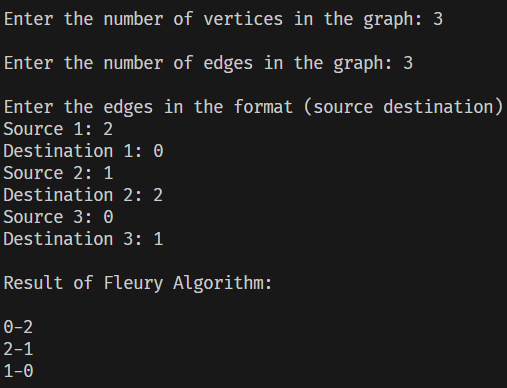 Enter the number of vertices in the graph: 3
Enter the number of edges in the graph: 3
Enter the edges in the format (source destination)
Source 1: 2
Destination 1: 0
Source 2: 1
Destination 2: 2
Source 3: 0
Destination 3: 1
Result of Fleury Algorithm:
0-2
2-1
1-0